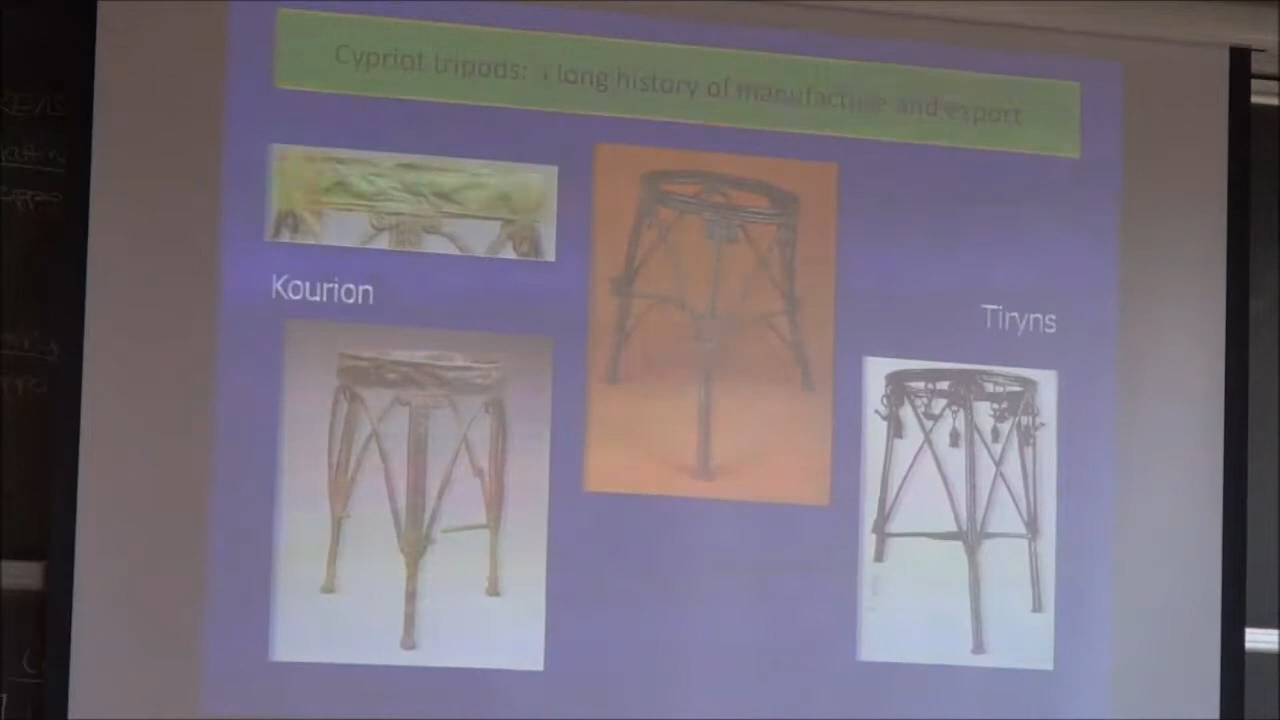 Cypriot tripods: a long history of manufacture and export
Kourion
Tiryns